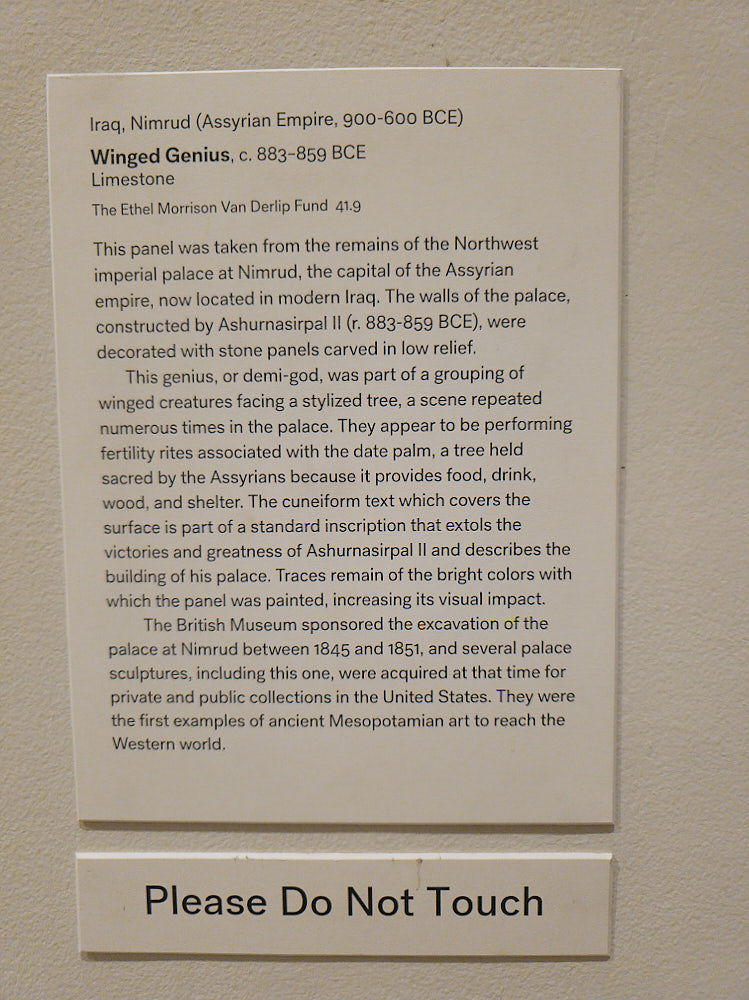 Iraq, Nimrud (Assyrian Empire, 900-600 BCE)
Winged Genius, c. 883–859 BCE
Limestone
The Ethel Morrison Van Derlip Fund 41.9
This panel was taken from the remains of the Northwest
imperial palace at Nimrud, the capital of the Assyrian
empire, now located in modern Iraq. The walls of the palace,
constructed by Ashurnasirpal II (r. 883-859 BCE), were
decorated with stone panels carved in low relief.
This genius, or demi-god, was part of a grouping of
winged creatures facing a stylized tree, a scene repeated
numerous times in the palace. They appear to be performing
fertility rites associated with the date palm, a tree held
sacred by the Assyrians because it provides food, drink,
wood, and shelter. The cuneiform text which covers the
surface is part of a standard inscription that extols the
victories and greatness of Ashurnasirpal II and describes the
building of his palace. Traces remain of the bright colors with
which the panel was painted, increasing its visual impact.
The British Museum sponsored the excavation of the
palace at Nimrud between 1845 and 1851, and several palace
sculptures, including this one, were acquired at that time for
private and public collections in the United States. They were
the first examples of ancient Mesopotamian art to reach the
Western world.
Please Do Not Touch